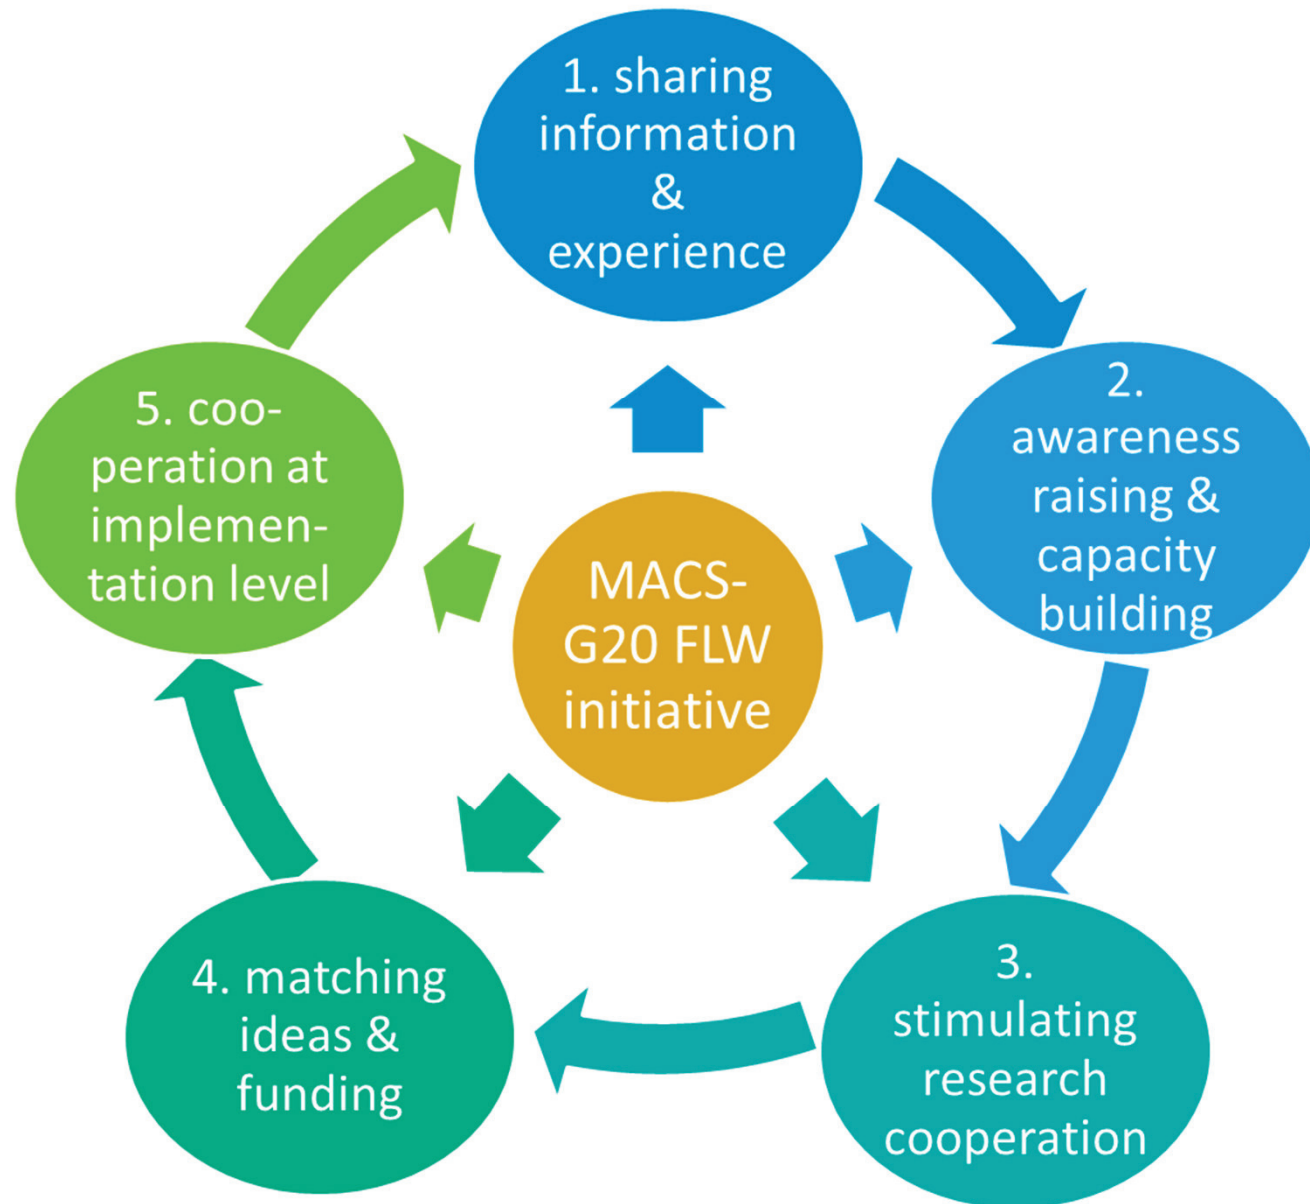 1. sharing
information
&
experience
2.
awareness
raising &
capacity
building
3.
stimulating
research
cooperation
4. matching
ideas &
funding
5. coo-
peration at
implemen-
tation level
MACS-
G20 FLW
initiative